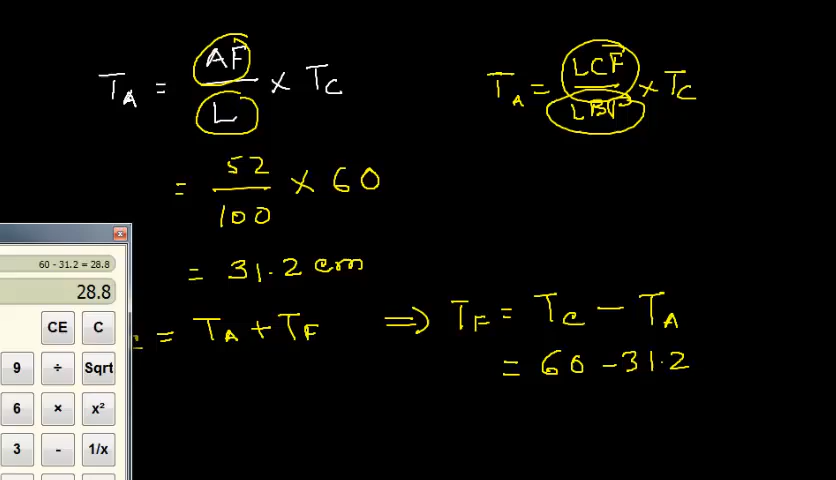 T_A = AF/L × T_C
T_A = LCF/LBP × T_C
= 52/100 × 60
= 31.2 cm
= T_A + T_F ⇒ T_F = T_C − T_A
= 60 − 31.2
60 - 31.2 = 28.8
28.8
CE C
9 ÷ Sqrt
6 × x²
3 - 1/x